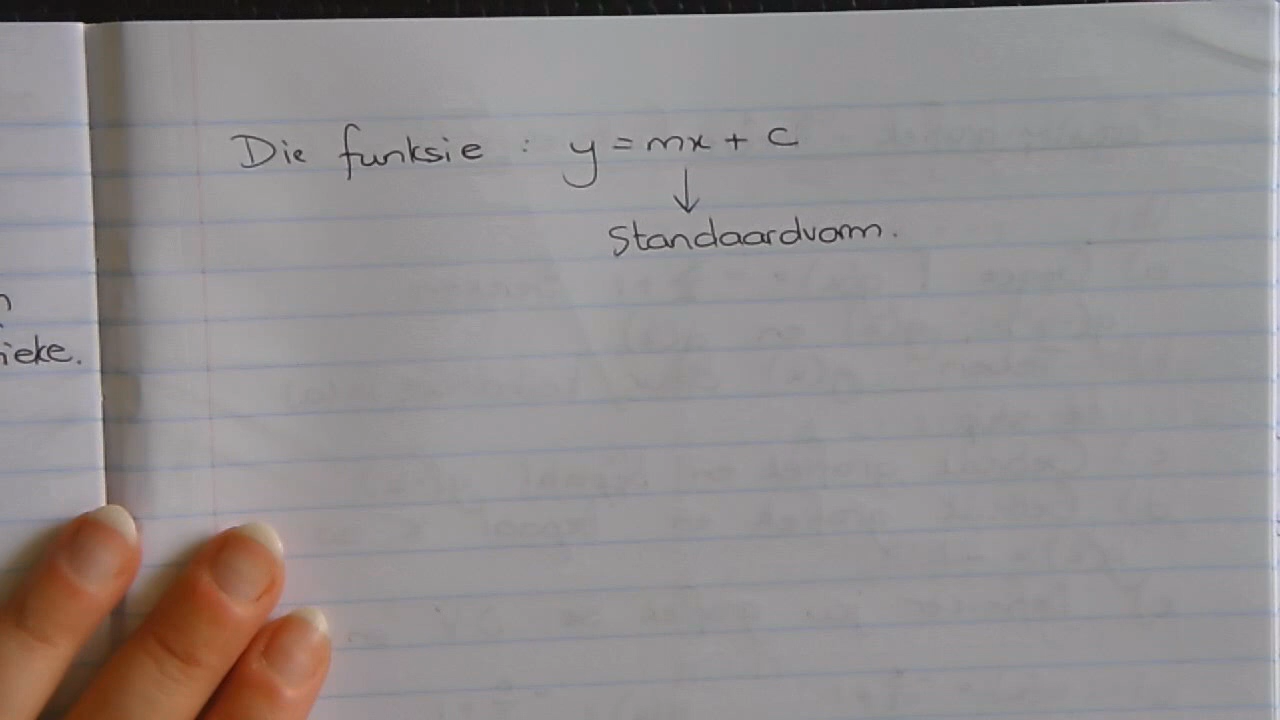 Die funksie : y = mx + c
↓
Standaardvorm.
ieke.